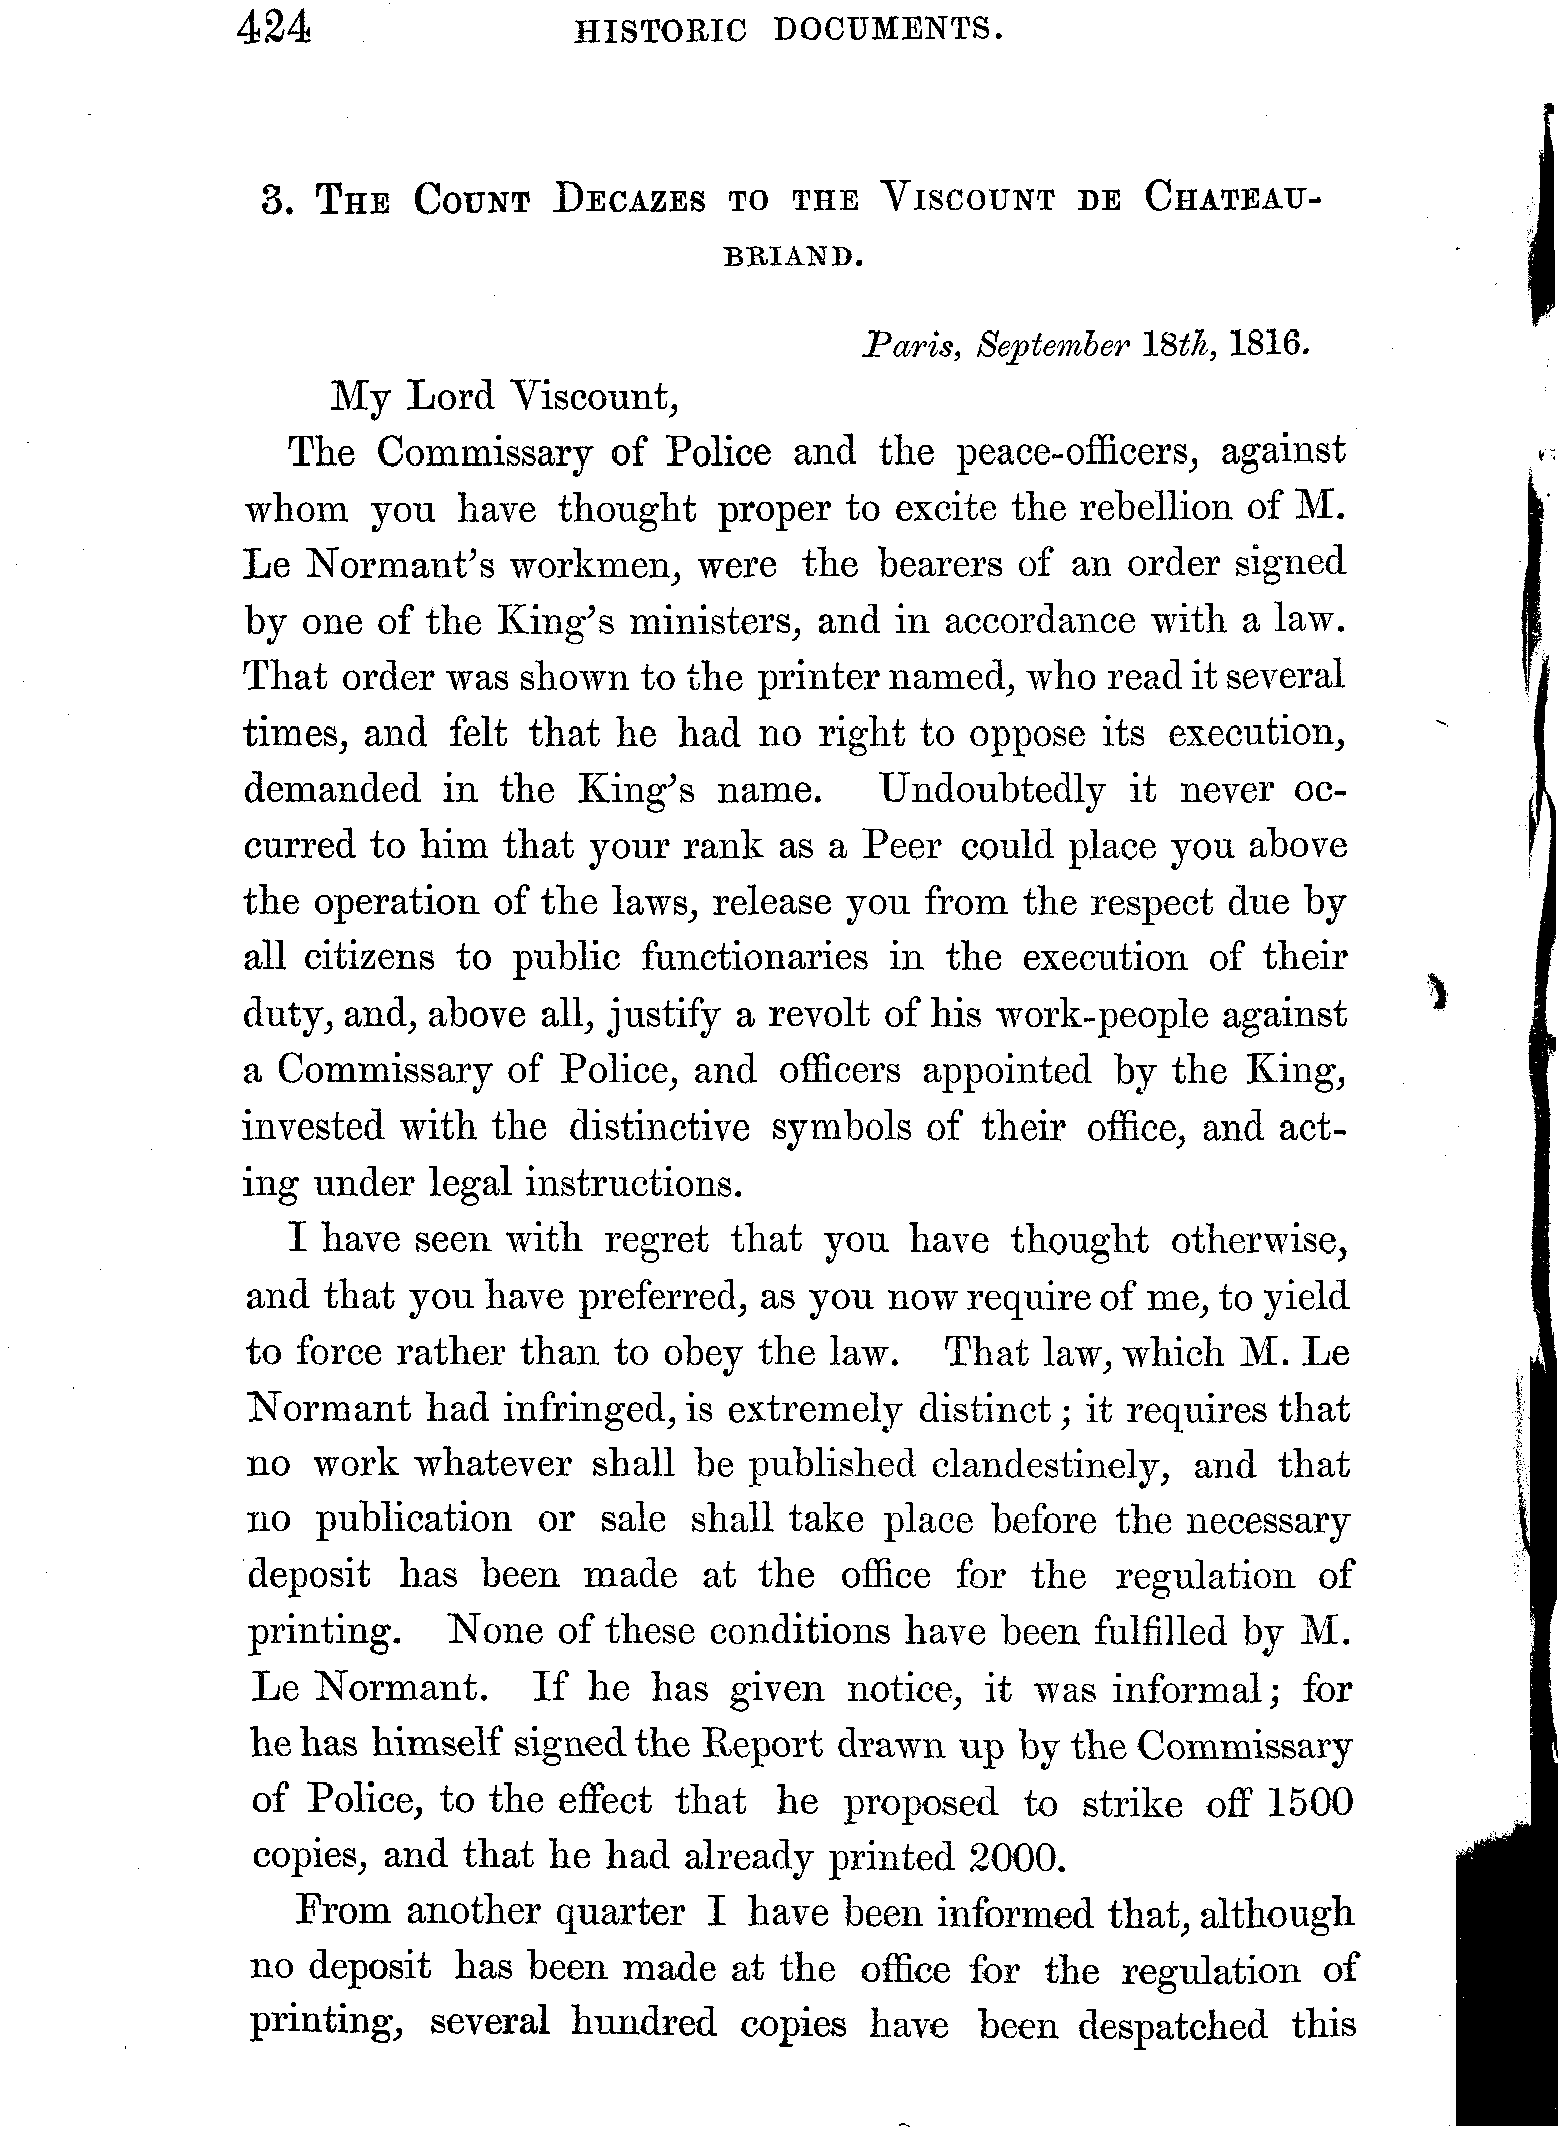 424 HISTORIC DOCUMENTS.
3. The Count Decazes to the Viscount de Chateau-
briand.
Paris, September 18th, 1816.
My Lord Viscount,
The Commissary of Police and the peace-officers, against
whom you have thought proper to excite the rebellion of M.
Le Normant's workmen, were the bearers of an order signed
by one of the King's ministers, and in accordance with a law.
That order was shown to the printer named, who read it several
times, and felt that he had no right to oppose its execution,
demanded in the King's name. Undoubtedly it never oc-
curred to him that your rank as a Peer could place you above
the operation of the laws, release you from the respect due by
all citizens to public functionaries in the execution of their
duty, and, above all, justify a revolt of his work-people against
a Commissary of Police, and officers appointed by the King,
invested with the distinctive symbols of their office, and act-
ing under legal instructions.
I have seen with regret that you have thought otherwise,
and that you have preferred, as you now require of me, to yield
to force rather than to obey the law. That law, which M. Le
Normant had infringed, is extremely distinct; it requires that
no work whatever shall be published clandestinely, and that
no publication or sale shall take place before the necessary
deposit has been made at the office for the regulation of
printing. None of these conditions have been fulfilled by M.
Le Normant. If he has given notice, it was informal; for
he has himself signed the Report drawn up by the Commissary
of Police, to the effect that he proposed to strike off 1500
copies, and that he had already printed 2000.
From another quarter I have been informed that, although
no deposit has been made at the office for the regulation of
printing, several hundred copies have been despatched this